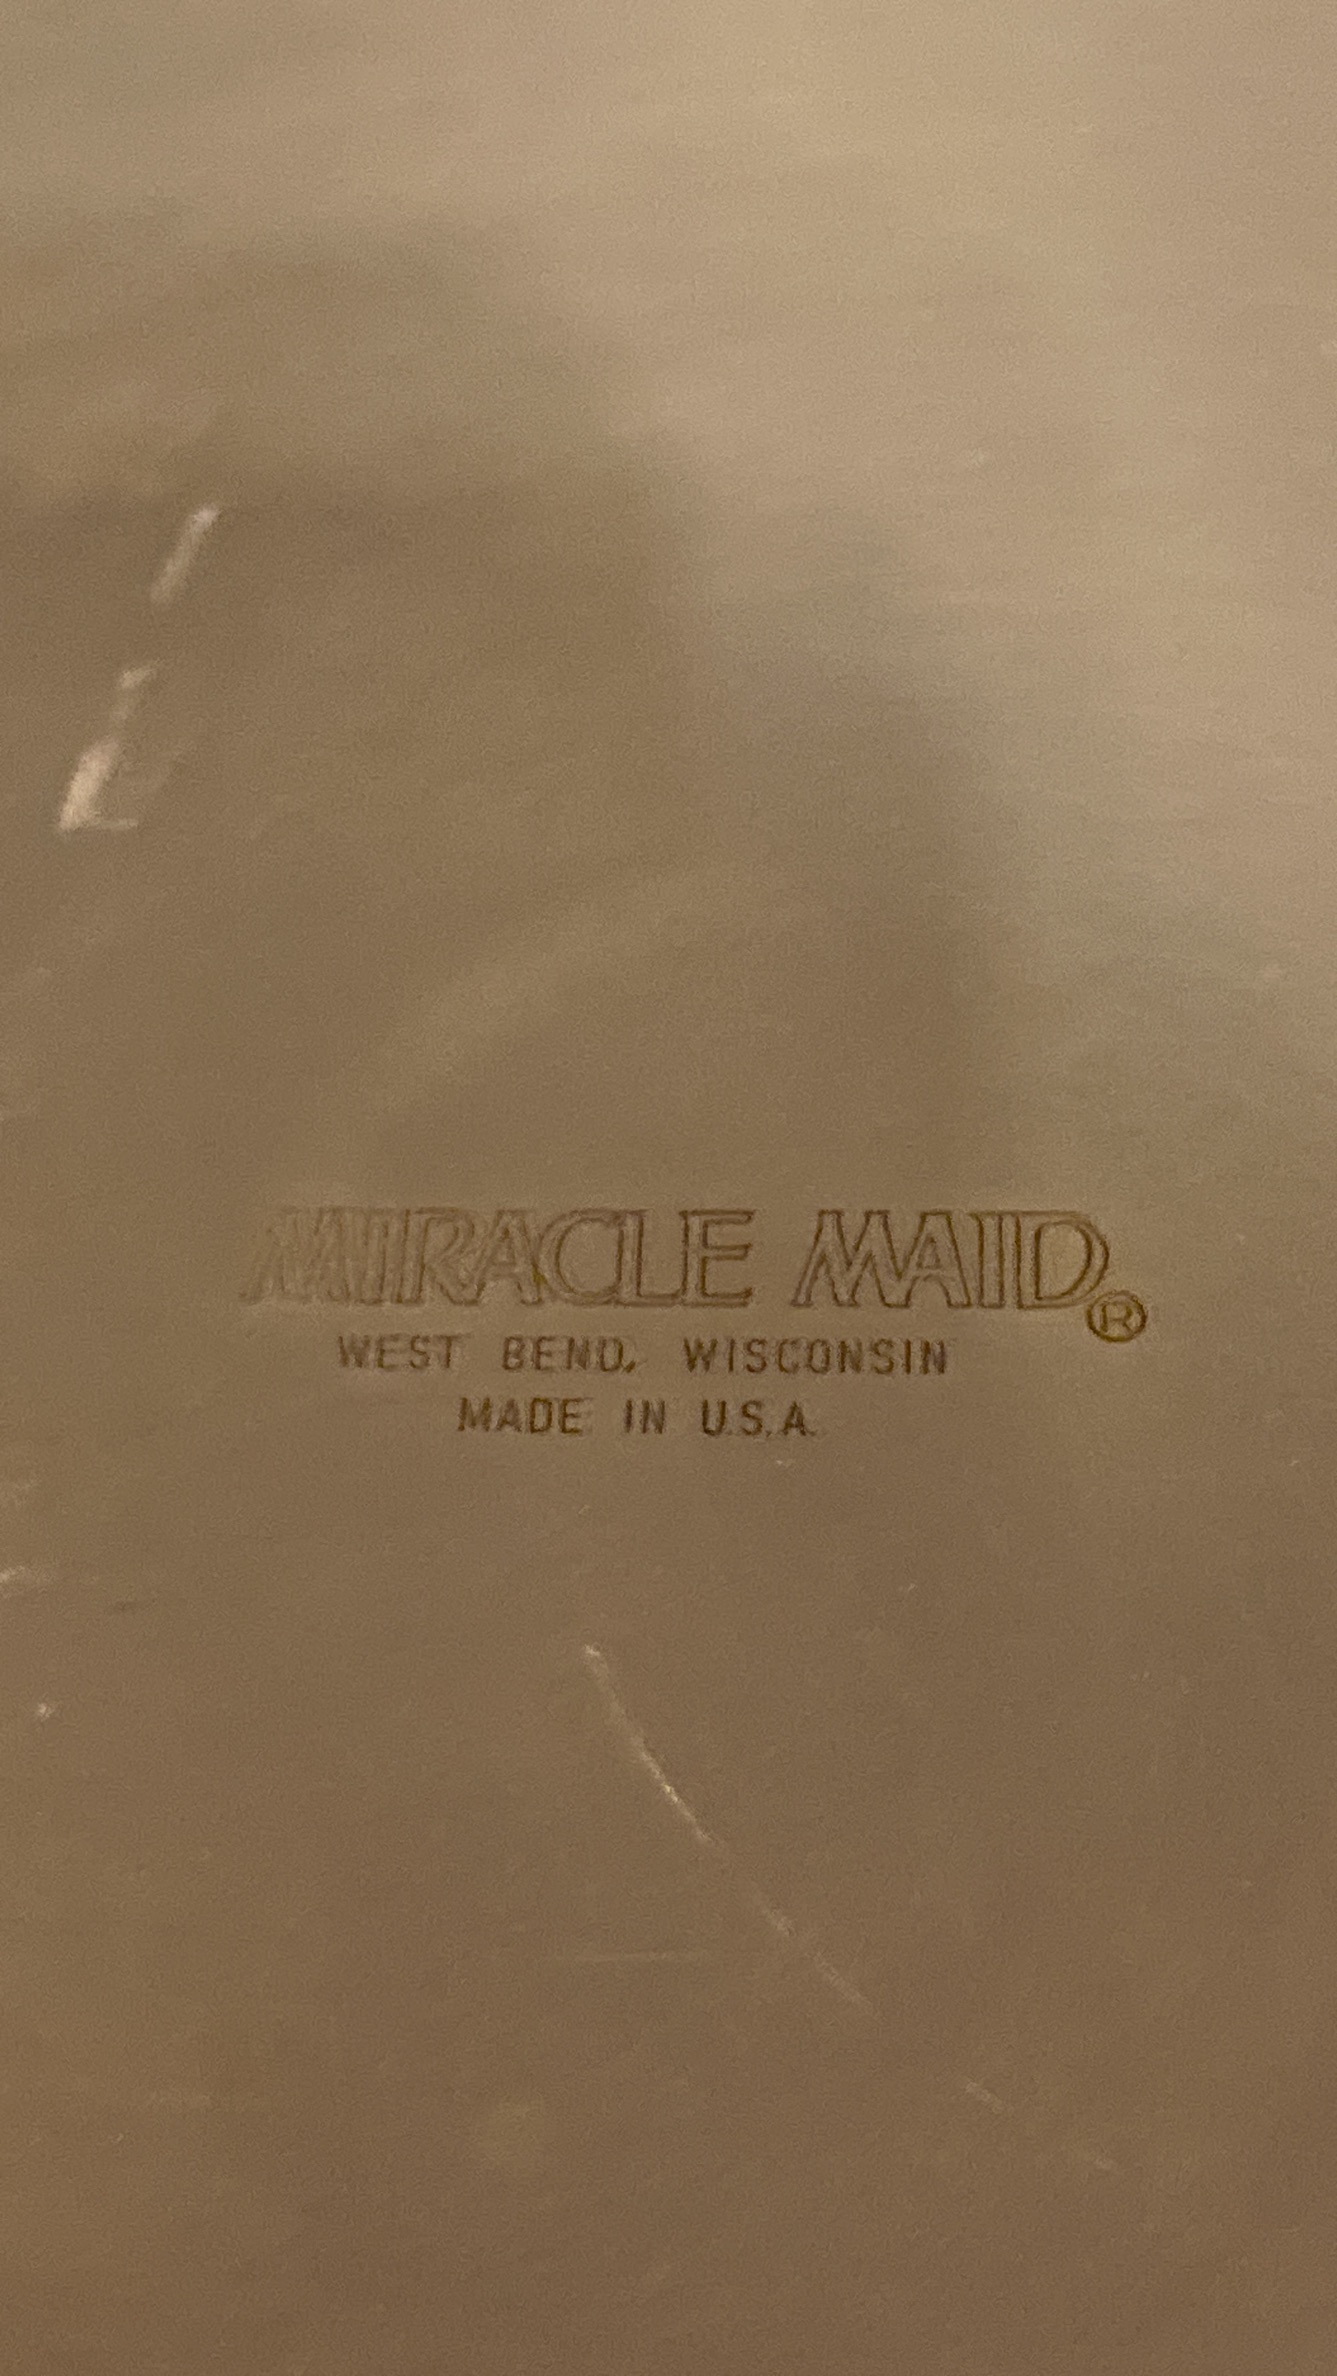 MIRACLE MAID®
WEST BEND, WISCONSIN
MADE IN U.S.A.